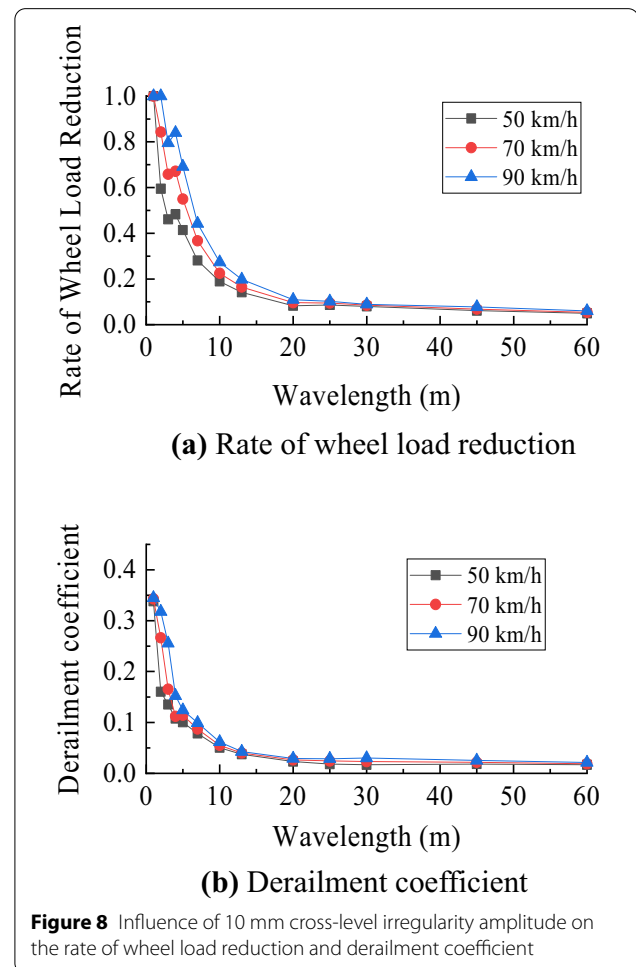 Rate of Wheel Load Reduction
1.0
0.8
0.6
0.4
0.2
0.0
50 km/h
70 km/h
90 km/h
0 10 20 30 40 50 60
Wavelength (m)
(a) Rate of wheel load reduction
Derailment coefficient
0.4
0.3
0.2
0.1
0.0
50 km/h
70 km/h
90 km/h
0 10 20 30 40 50 60
Wavelength (m)
(b) Derailment coefficient
Figure 8 Influence of 10 mm cross-level irregularity amplitude on
the rate of wheel load reduction and derailment coefficient